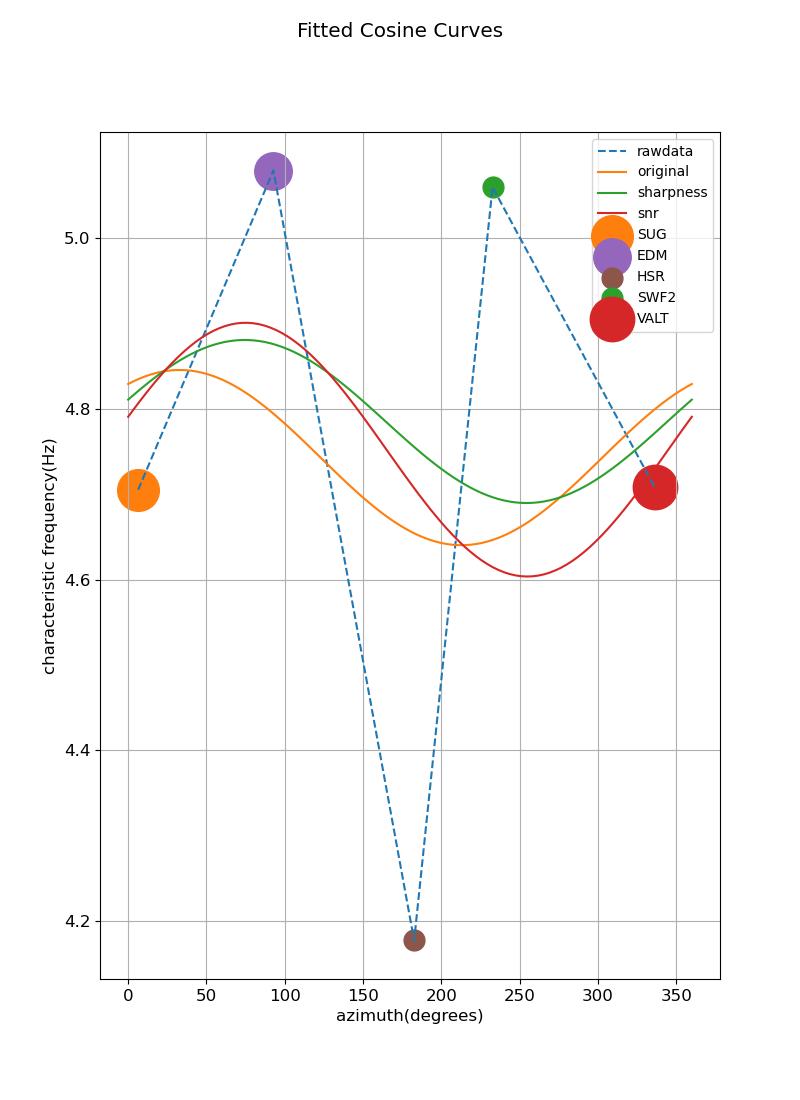 Fitted Cosine Curves
rawdata
original
sharpness
snr
SUG
EDM
HSR
SWF2
VALT
characteristic frequency(Hz)
5.0
4.8
4.6
4.4
4.2
0 50 100 150 200 250 300 350
azimuth(degrees)